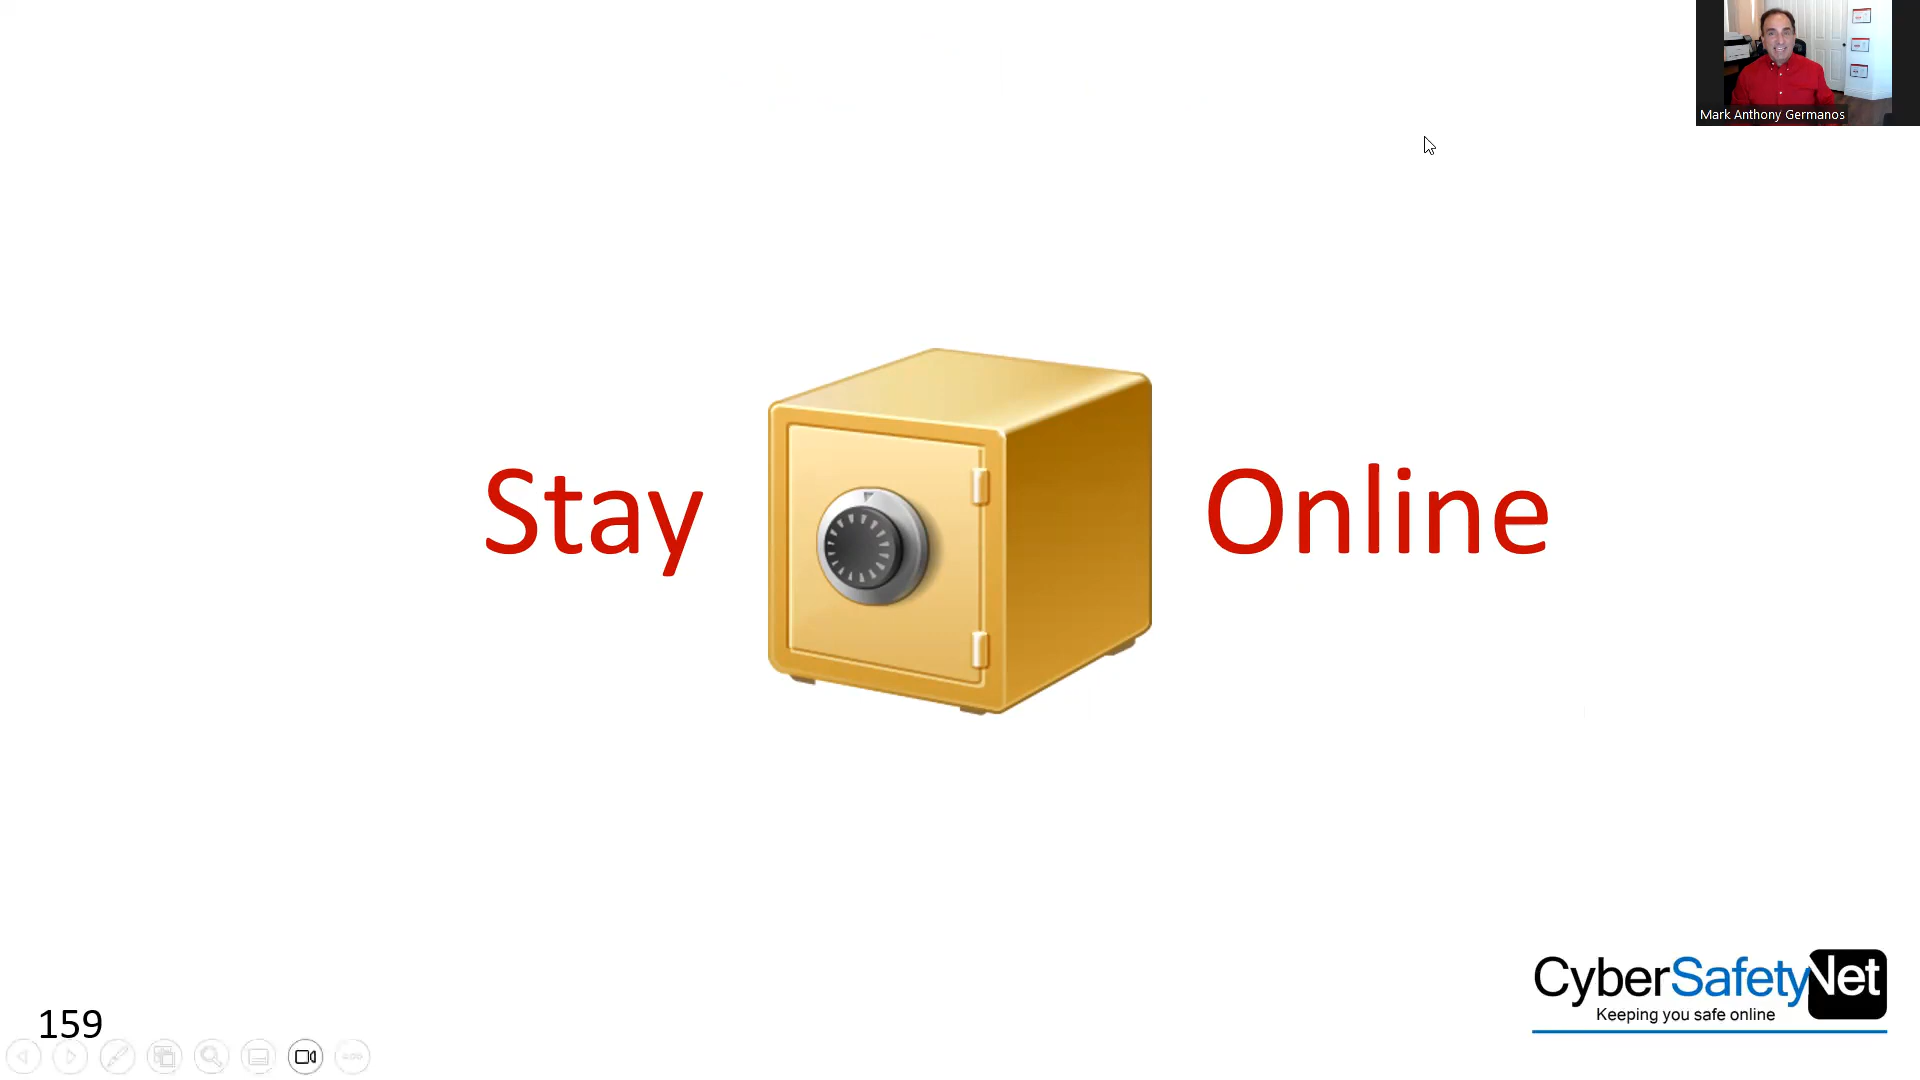 Mark Anthony Germanos
Stay Online
CyberSafetyNet
Keeping you safe online
159